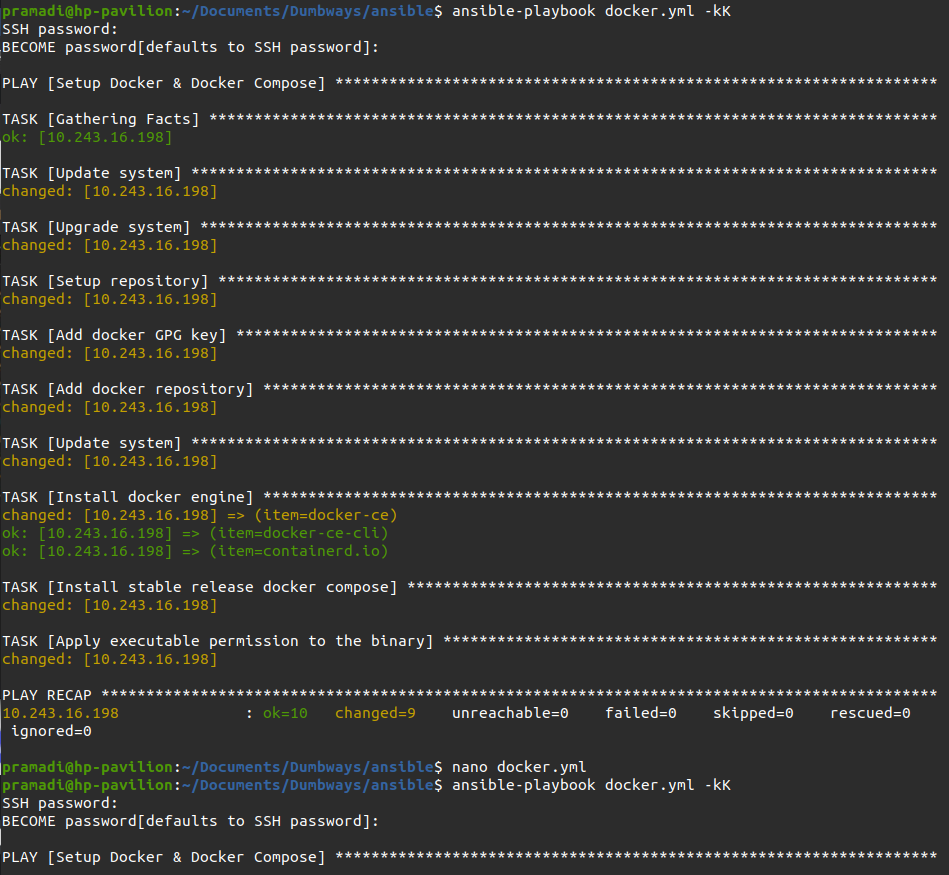 pramadi@hp-pavilion:~/Documents/Dumbways/ansible$ ansible-playbook docker.yml -kK
SSH password:
BECOME password[defaults to SSH password]:
PLAY [Setup Docker & Docker Compose] *******************************************************************
TASK [Gathering Facts] *********************************************************************************
ok: [10.243.16.198]
TASK [Update system] ***********************************************************************************
changed: [10.243.16.198]
TASK [Upgrade system] **********************************************************************************
changed: [10.243.16.198]
TASK [Setup repository] ********************************************************************************
changed: [10.243.16.198]
TASK [Add docker GPG key] ******************************************************************************
changed: [10.243.16.198]
TASK [Add docker repository] ***************************************************************************
changed: [10.243.16.198]
TASK [Update system] ***********************************************************************************
changed: [10.243.16.198]
TASK [Install docker engine] ***************************************************************************
changed: [10.243.16.198] => (item=docker-ce)
ok: [10.243.16.198] => (item=docker-ce-cli)
ok: [10.243.16.198] => (item=containerd.io)
TASK [Install stable release docker compose] ***********************************************************
changed: [10.243.16.198]
TASK [Apply executable permission to the binary] *******************************************************
changed: [10.243.16.198]
PLAY RECAP *********************************************************************************************
10.243.16.198              : ok=10   changed=9    unreachable=0    failed=0    skipped=0    rescued=0
 ignored=0
pramadi@hp-pavilion:~/Documents/Dumbways/ansible$ nano docker.yml
pramadi@hp-pavilion:~/Documents/Dumbways/ansible$ ansible-playbook docker.yml -kK
SSH password:
BECOME password[defaults to SSH password]:
PLAY [Setup Docker & Docker Compose] *******************************************************************